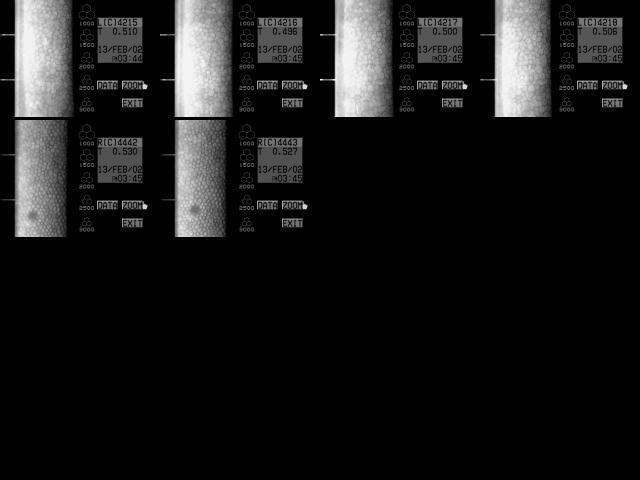 1000
L(C)4215
T 0.510
1500
13/FEB/02
PM03:44
2000
2500
DATA
ZOOM
3000
EXIT
1000
L(C)4216
T 0.496
1500
13/FEB/02
PM03:45
2000
2500
DATA
ZOOM
3000
EXIT
1000
L(C)4217
T 0.500
1500
13/FEB/02
PM03:45
2000
2500
DATA
ZOOM
3000
EXIT
1000
L(C)4218
T 0.506
1500
13/FEB/02
PM03:45
2000
2500
DATA
ZOOM
3000
EXIT
1000
R(C)4442
T 0.530
1500
13/FEB/02
PM03:45
2000
2500
DATA
ZOOM
3000
EXIT
1000
R(C)4443
T 0.527
1500
13/FEB/02
PM03:45
2000
2500
DATA
ZOOM
3000
EXIT